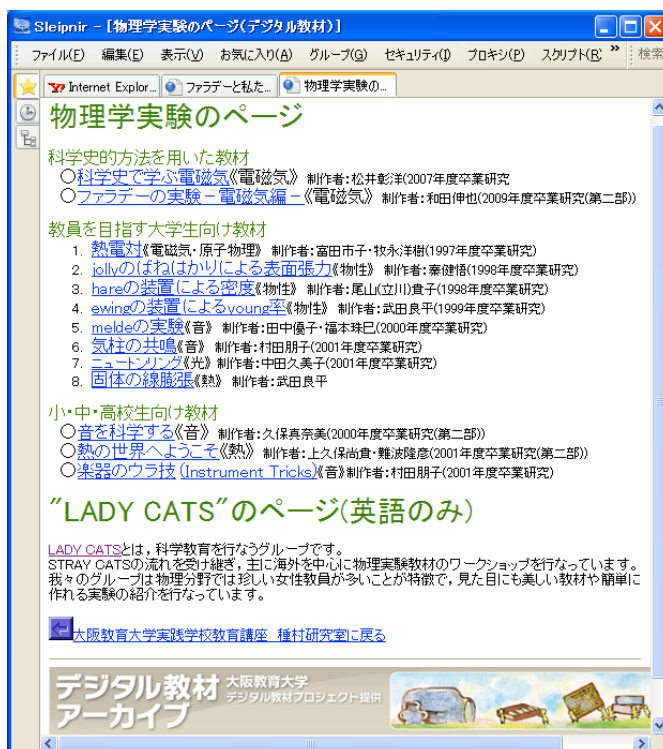 Sleipnir - [物理学実験のページ(デジタル教材)]
ファイル(F) 編集(E) 表示(V) お気に入り(A) グループ(G) セキュリティ(I) プロキシ(P) スクリプト(R) » 検索
Internet Explor... ファラデーと私た... 物理学実験の...
物理学実験のページ
科学史的方法を用いた教材
○科学史で学ぶ電磁気《電磁気》 制作者:松井彰洋(2007年度卒業研究
○ファラデーの実験－電磁気編－《電磁気》 制作者:和田伸也(2009年度卒業研究(第二部))
教員を目指す大学生向け教材
1. 熱電対《電磁気・原子物理》 制作者:富田市子・牧永洋樹(1997年度卒業研究)
2. jollyのばねはかりによる表面張力《物性》 制作者:秦健悟(1998年度卒業研究)
3. hareの装置による密度《物性》 制作者:尾山(立川)貴子(1998年度卒業研究)
4. ewingの装置によるyoung率《物性》 制作者:武田良平(1999年度卒業研究)
5. meldeの実験《音》 制作者:田中優子・福本珠巳(2000年度卒業研究)
6. 気柱の共鳴《音》 制作者:村田朋子(2001年度卒業研究)
7. ニュートンリング《光》 制作者:中田久美子(2001年度卒業研究)
8. 固体の線膨張《熱》 制作者:武田良平
小・中・高校生向け教材
○音を科学する《音》 制作者:久保真奈美(2000年度卒業研究(第二部))
○熱の世界へようこそ《熱》 制作者:上久保尚貴・難波隆彦(2001年度卒業研究(第二部))
○楽器のウラ技(Instrument Tricks)《音》制作者:村田朋子(2001年度卒業研究)
"LADY CATS"のページ(英語のみ)
LADY CATSとは，科学教育を行なうグループです。
STRAY CATSの流れを受け継ぎ，主に海外を中心に物理実験教材のワークショップを行なっています。
我々のグループは物理分野では珍しい女性教員が多いことが特徴で，見た目にも美しい教材や簡単に
作れる実験の紹介を行なっています。
大阪教育大学実践学校教育講座 種村研究室に戻る
デジタル教材 大阪教育大学
アーカイブ デジタル教材プロジェクト提供